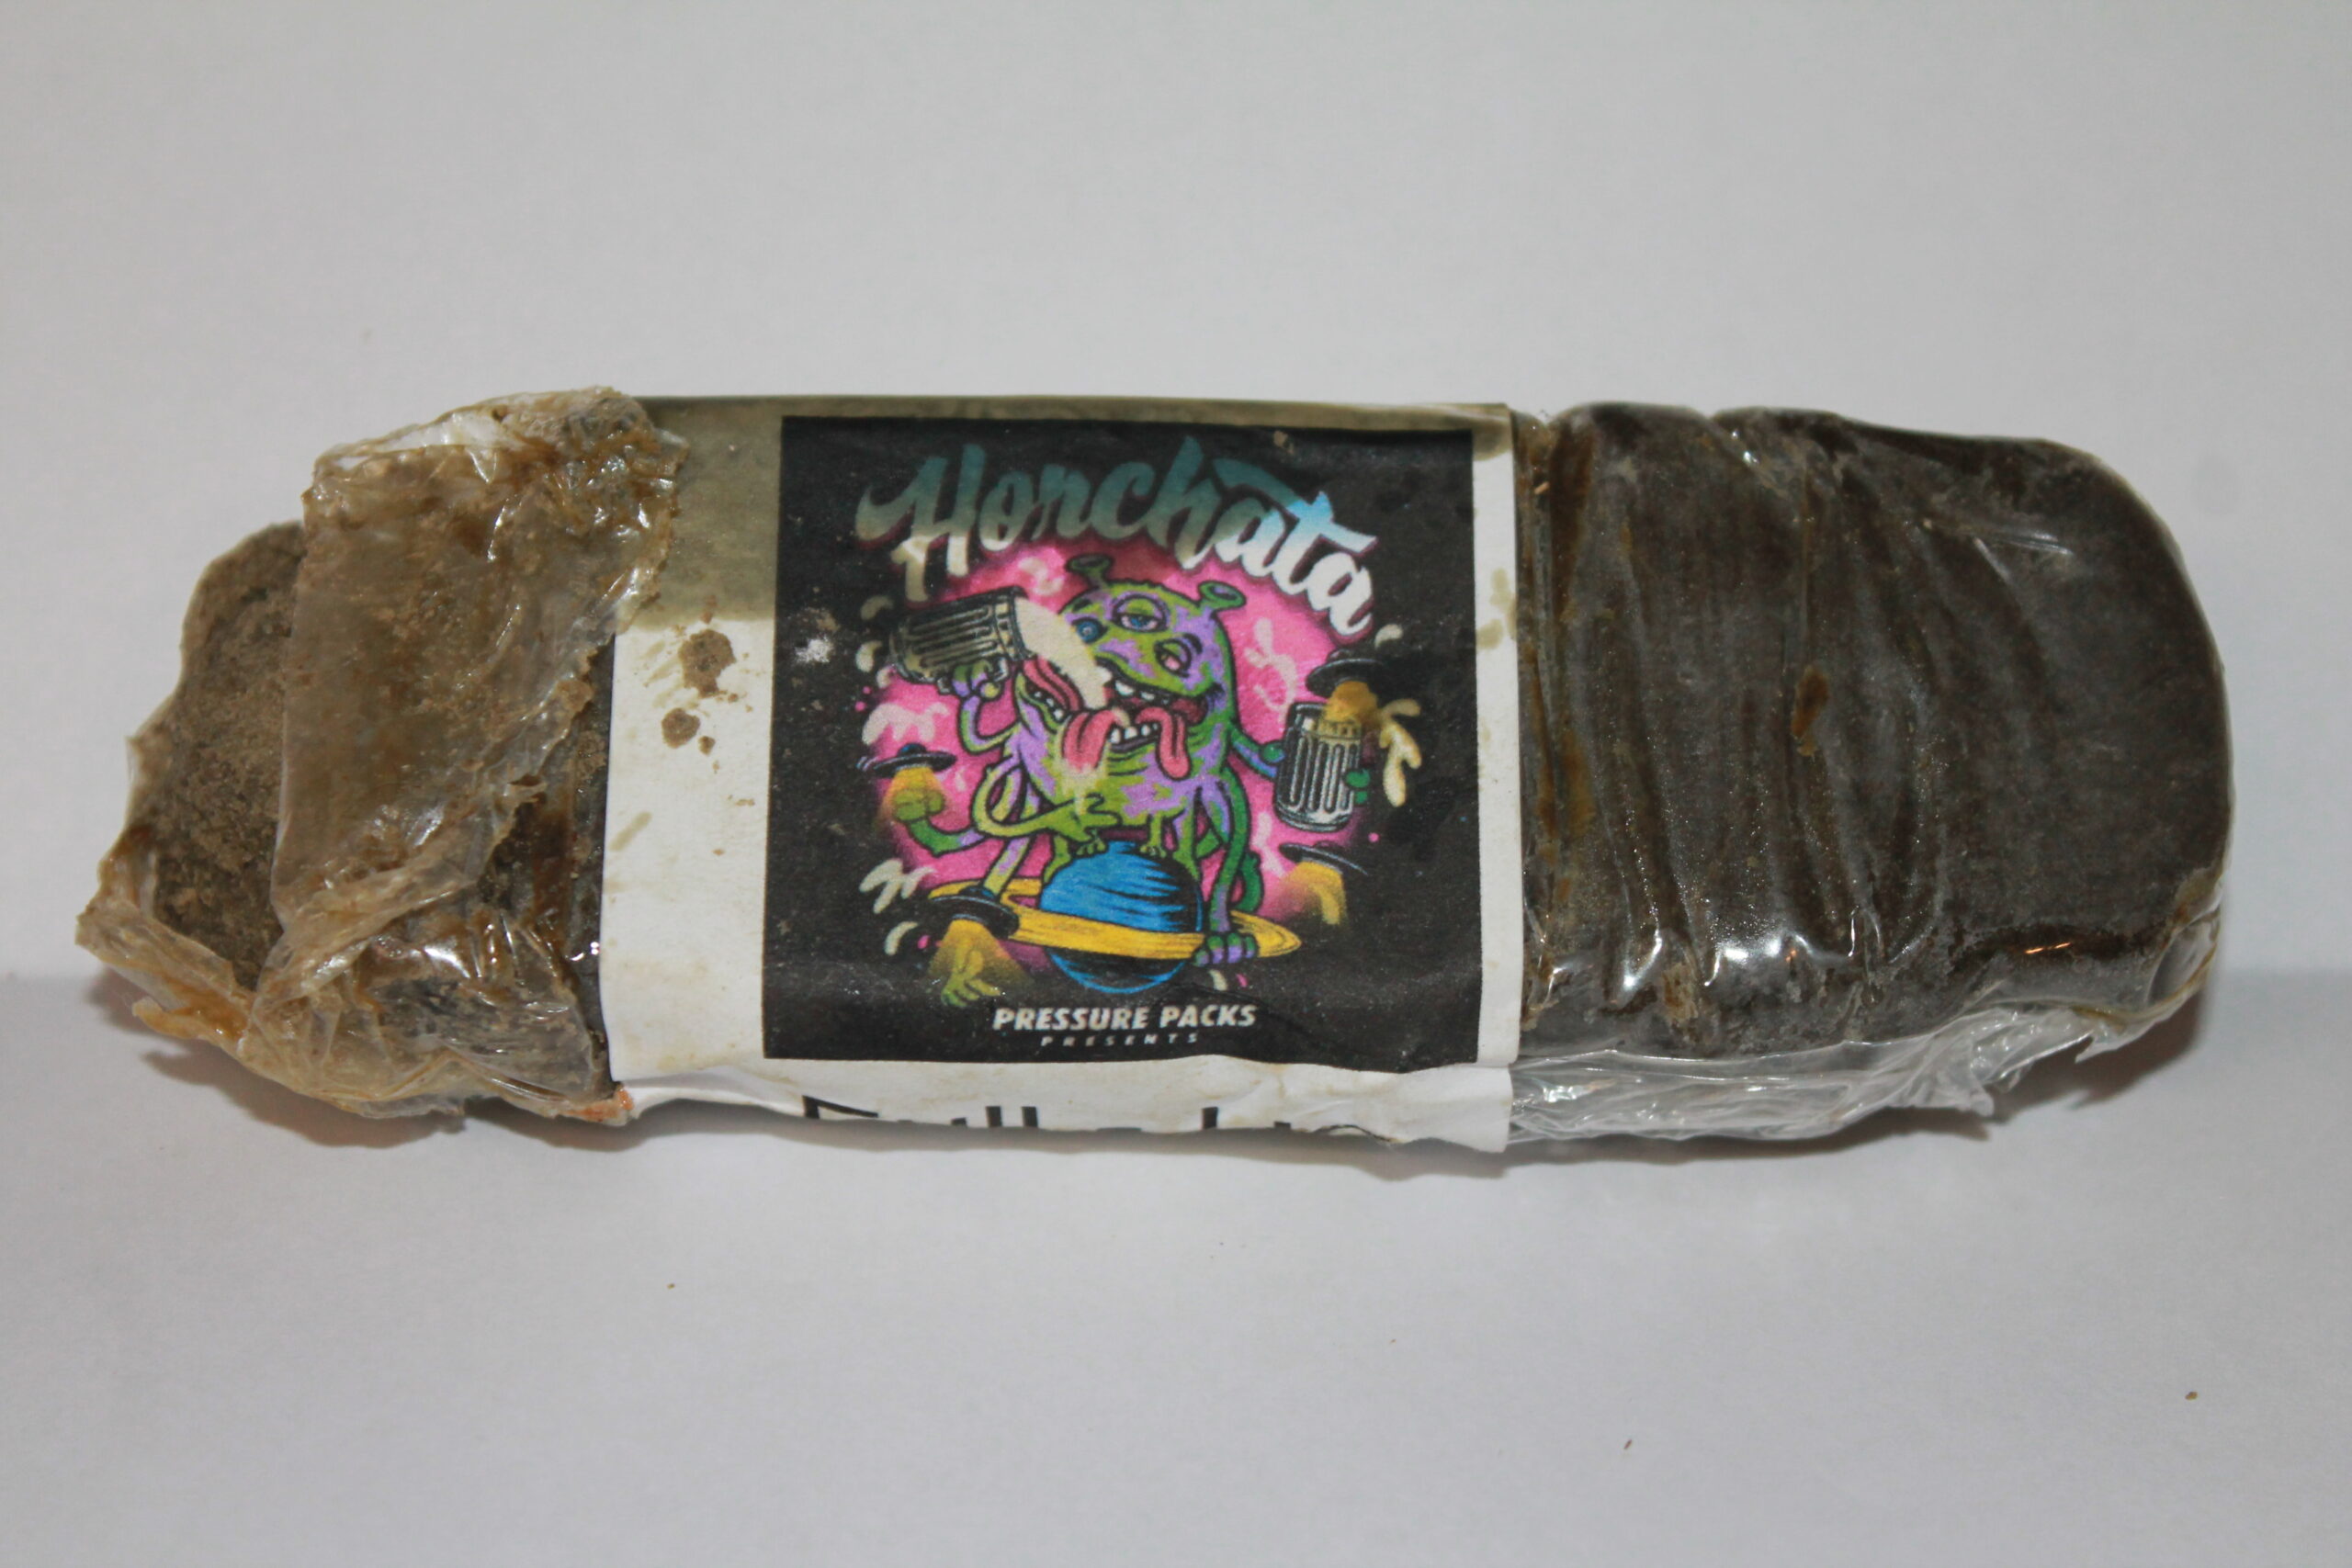 Horchata
PRESSURE PACKS
PRESENTS